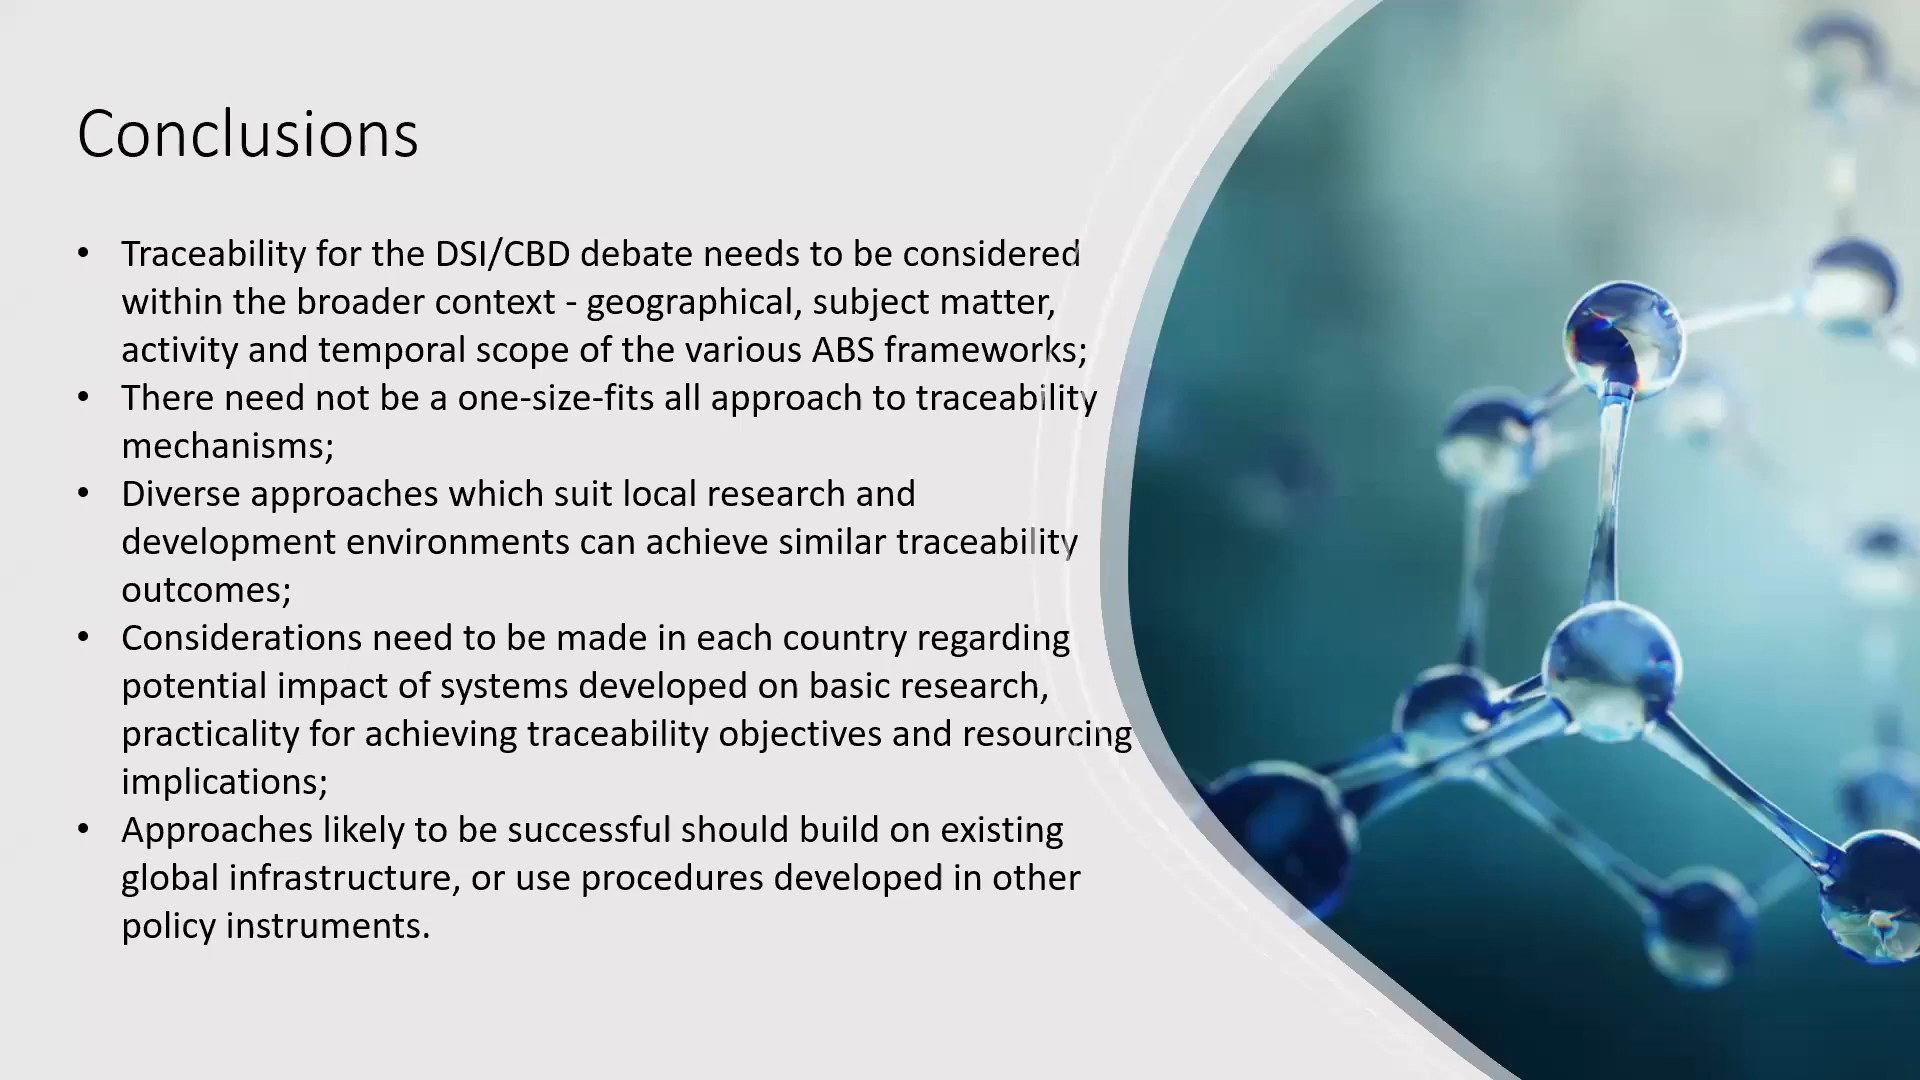 Conclusions
• Traceability for the DSI/CBD debate needs to be considered
within the broader context - geographical, subject matter,
activity and temporal scope of the various ABS frameworks;
• There need not be a one-size-fits all approach to traceability
mechanisms;
• Diverse approaches which suit local research and
development environments can achieve similar traceability
outcomes;
• Considerations need to be made in each country regarding
potential impact of systems developed on basic research,
practicality for achieving traceability objectives and resourcing
implications;
• Approaches likely to be successful should build on existing
global infrastructure, or use procedures developed in other
policy instruments.